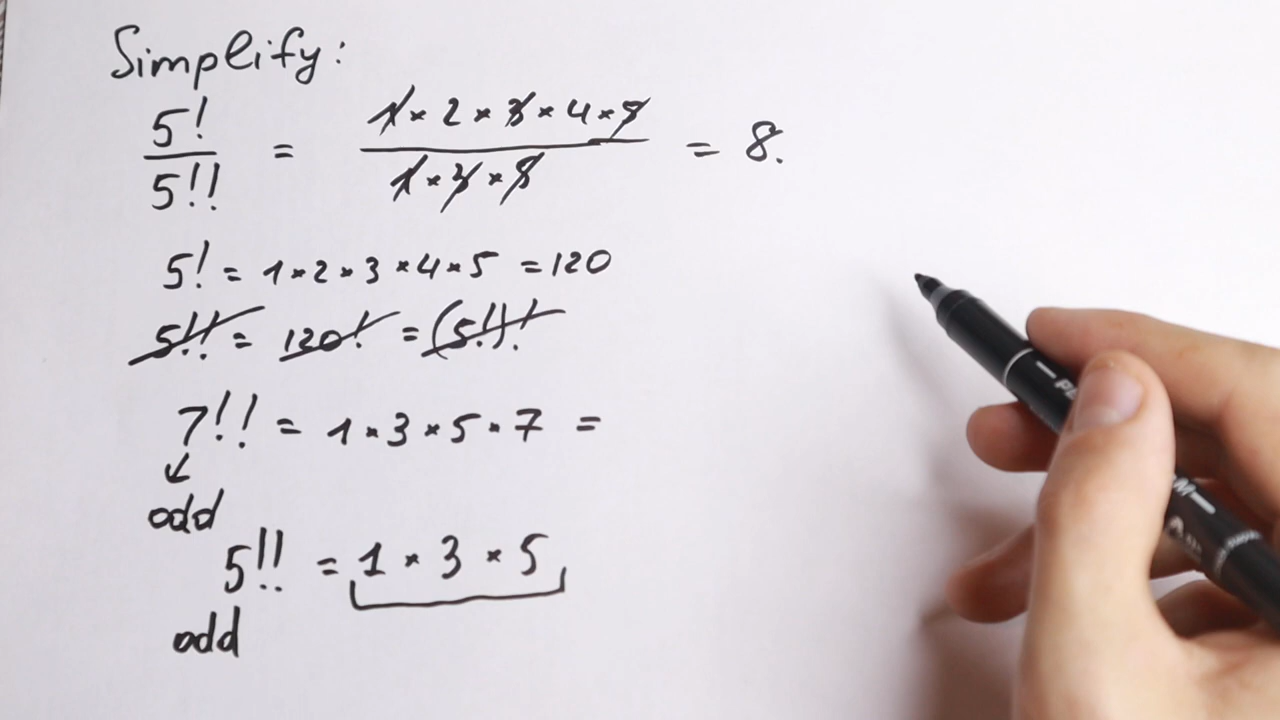 Simplify:
5!/5!! = 1 × 2 × 3 × 4 × 5 / 1 × 3 × 5 = 8.
5! = 1 × 2 × 3 × 4 × 5 = 120
5!! = 120! = (5!)!
7!! = 1 × 3 × 5 × 7 =
odd
5!! = 1 × 3 × 5
odd